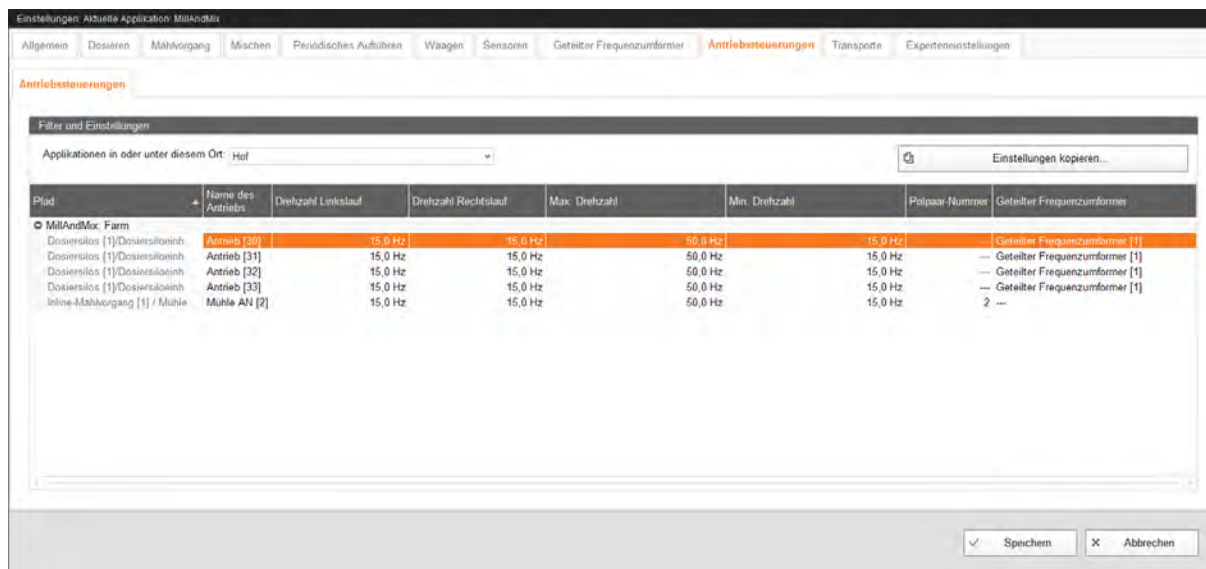 Einstellungen: Aktuelle Applikation: MillAndMix
Allgemein Dosieren Mahlvorgang Mischen Periodisches Aufrühren Waagen Sensoren Geteilter Frequenzumformer Antriebssteuerungen Transporte Experteneinstellungen
Antriebssteuerungen
Filter und Einstellungen
Applikationen in oder unter diesem Ort: Hof Einstellungen kopieren...
Pfad Name des Antriebs Drehzahl Linkslauf Drehzahl Rechtslauf Max. Drehzahl Min. Drehzahl Polpaar-Nummer Geteilter Frequenzumformer
MillAndMix: Farm
Dosiersilos [1]/Dosiersiloeinh Antrieb [30] 15,0 Hz 15,0 Hz 50,0 Hz 15,0 Hz --- Geteilter Frequenzumformer [1]
Dosiersilos [1]/Dosiersiloeinh Antrieb [31] 15,0 Hz 15,0 Hz 50,0 Hz 15,0 Hz --- Geteilter Frequenzumformer [1]
Dosiersilos [1]/Dosiersiloeinh Antrieb [32] 15,0 Hz 15,0 Hz 50,0 Hz 15,0 Hz --- Geteilter Frequenzumformer [1]
Dosiersilos [1]/Dosiersiloeinh Antrieb [33] 15,0 Hz 15,0 Hz 50,0 Hz 15,0 Hz --- Geteilter Frequenzumformer [1]
Inline-Mahlvorgang [1] / Mühle Mühle AN [2] 15,0 Hz 15,0 Hz 50,0 Hz 15,0 Hz 2 ---
Speichern Abbrechen